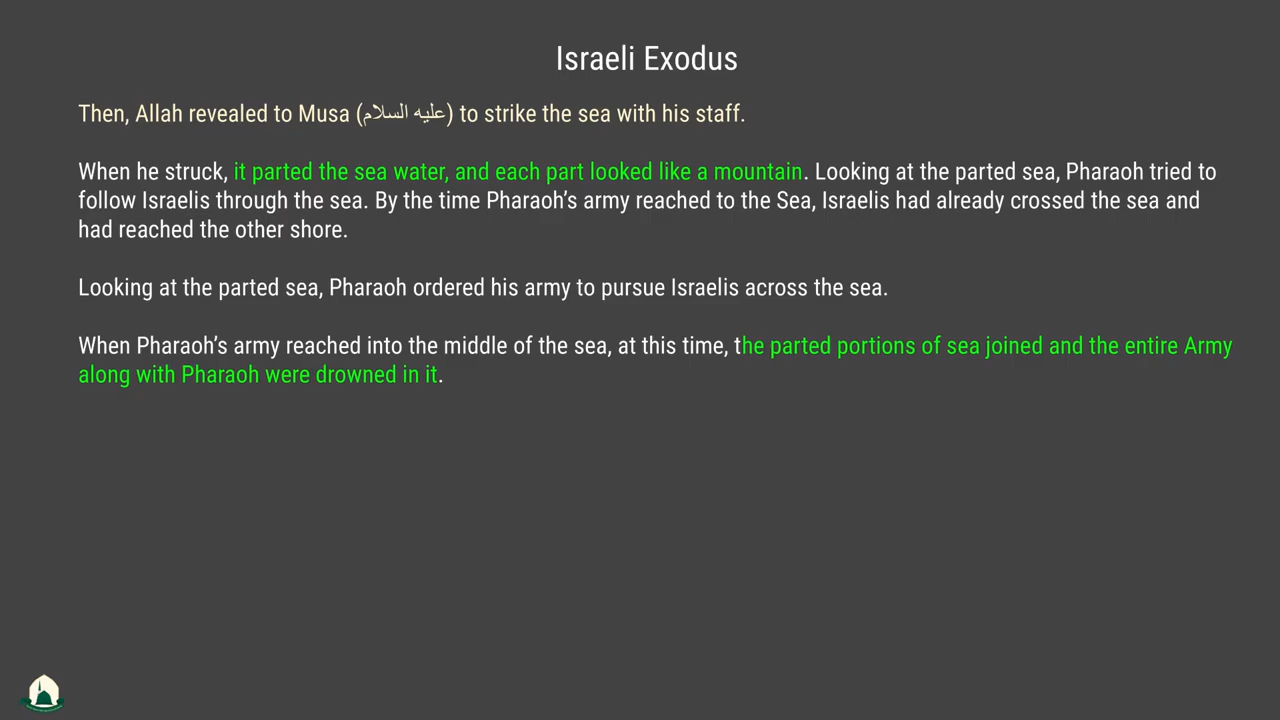 Israeli Exodus
Then, Allah revealed to Musa (عليه السلام) to strike the sea with his staff.
When he struck, it parted the sea water, and each part looked like a mountain. Looking at the parted sea, Pharaoh tried to
follow Israelis through the sea. By the time Pharaoh’s army reached to the Sea, Israelis had already crossed the sea and
had reached the other shore.
Looking at the parted sea, Pharaoh ordered his army to pursue Israelis across the sea.
When Pharaoh’s army reached into the middle of the sea, at this time, the parted portions of sea joined and the entire Army
along with Pharaoh were drowned in it.